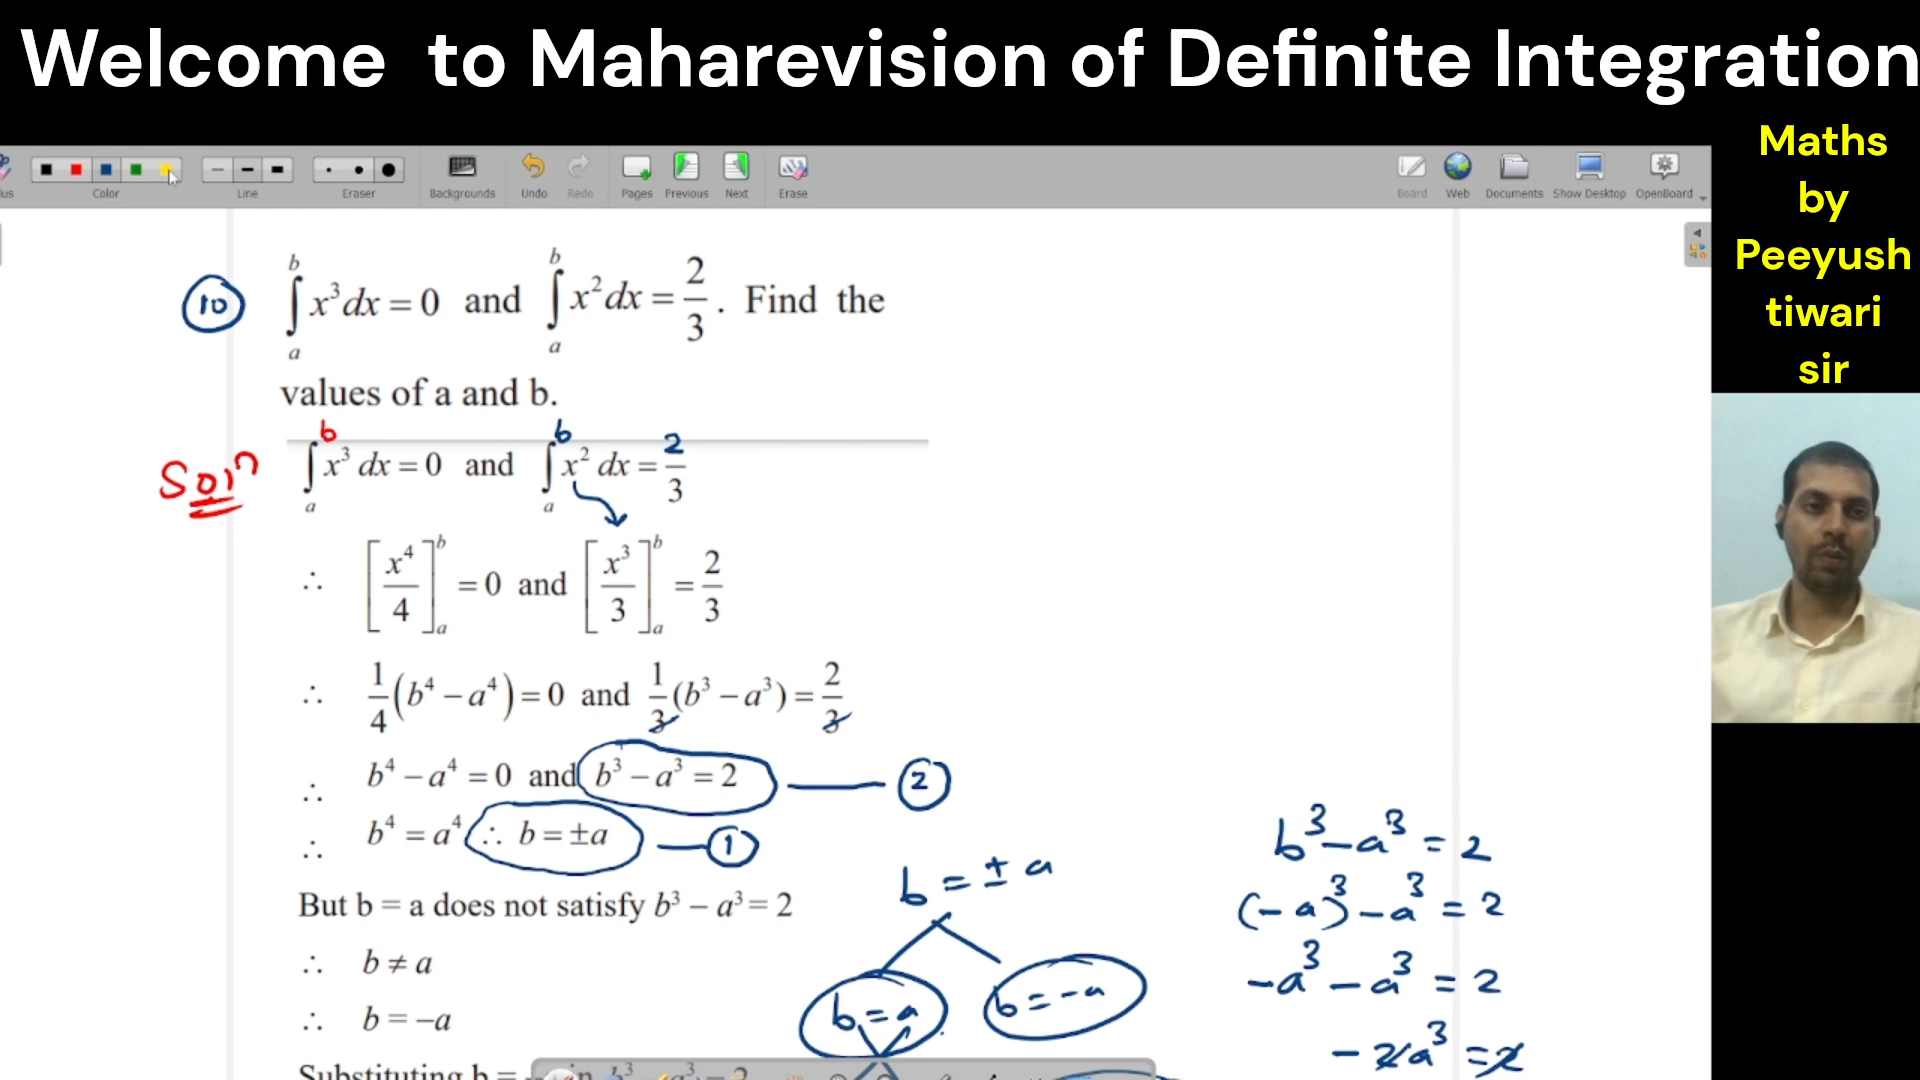 Welcome to Maharevision of Definite Integration
Maths
by
Peeyush
tiwari
sir
Color
Line
Eraser
Backgrounds
Undo
Redo
Pages
Previous
Next
Erase
Board
Web
Documents
Show Desktop
OpenBoard
10 ∫ₐᵇ x³ dx = 0 and ∫ₐᵇ x² dx = 2/3 . Find the
values of a and b.
Solⁿ ∫ₐᵇ x³ dx = 0 and ∫ₐᵇ x² dx = 2/3
∴ [x⁴/4]ₐᵇ = 0 and [x³/3]ₐᵇ = 2/3
∴ 1/4 (b⁴ − a⁴) = 0 and 1/3 (b³ − a³) = 2/3
∴ b⁴ − a⁴ = 0 and b³ − a³ = 2 — 2
∴ b⁴ = a⁴ ∴ b = ±a — 1
But b = a does not satisfy b³ − a³ = 2
∴ b ≠ a
∴ b = −a
Substituting b =
b = ± a
b = a
b = −a
b³ − a³ = 2
(−a)³ − a³ = 2
−a³ − a³ = 2
−2a³ = 2